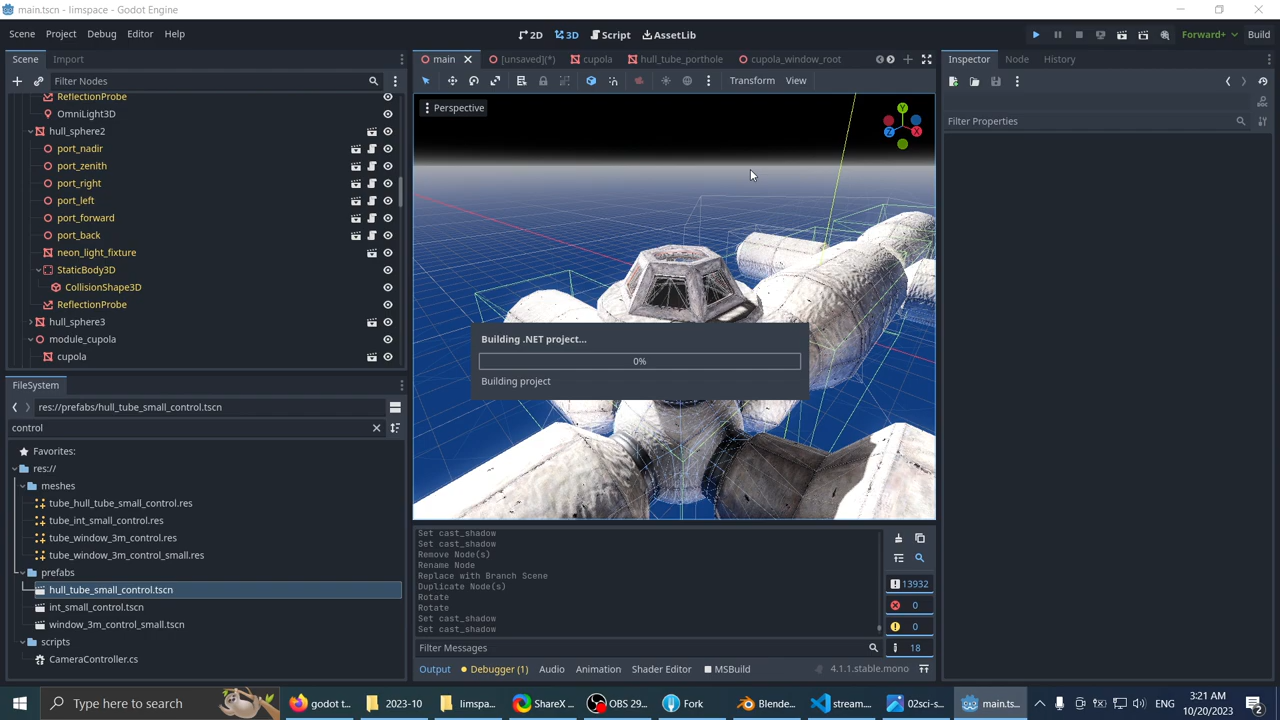 main.tscn - limspace - Godot Engine
Scene Project Debug Editor Help
2D 3D Script AssetLib
Forward+ Build
Scene Import
main [unsaved](*) cupola hull_tube_porthole cupola_window_root
Inspector Node History
Filter Nodes
Transform View
Perspective
Y
X
Z
Filter Properties
ReflectionProbe
OmniLight3D
hull_sphere2
port_nadir
port_zenith
port_right
port_left
port_forward
port_back
neon_light_fixture
StaticBody3D
CollisionShape3D
ReflectionProbe
hull_sphere3
module_cupola
cupola
Building .NET project...
0%
Building project
FileSystem
res://prefabs/hull_tube_small_control.tscn
control
Favorites:
res://
meshes
tube_hull_tube_small_control.res
tube_int_small_control.res
tube_window_3m_control.res
tube_window_3m_control_small.res
prefabs
hull_tube_small_control.tscn
int_small_control.tscn
window_3m_control_small.tscn
scripts
CameraController.cs
Set cast_shadow
Set cast_shadow
Remove Node(s)
Rename Node
Replace with Branch Scene
Duplicate Node(s)
Rotate
Rotate
Set cast_shadow
Set cast_shadow
13932
0
0
18
Filter Messages
Output Debugger (1) Audio Animation Shader Editor MSBuild
4.1.1.stable.mono
Type here to search
godot t...
2023-10
limspa...
ShareX ...
OBS 29...
Fork
Blende...
stream....
02sci-s...
main.ts...
ENG
3:21 AM
10/20/2023
2